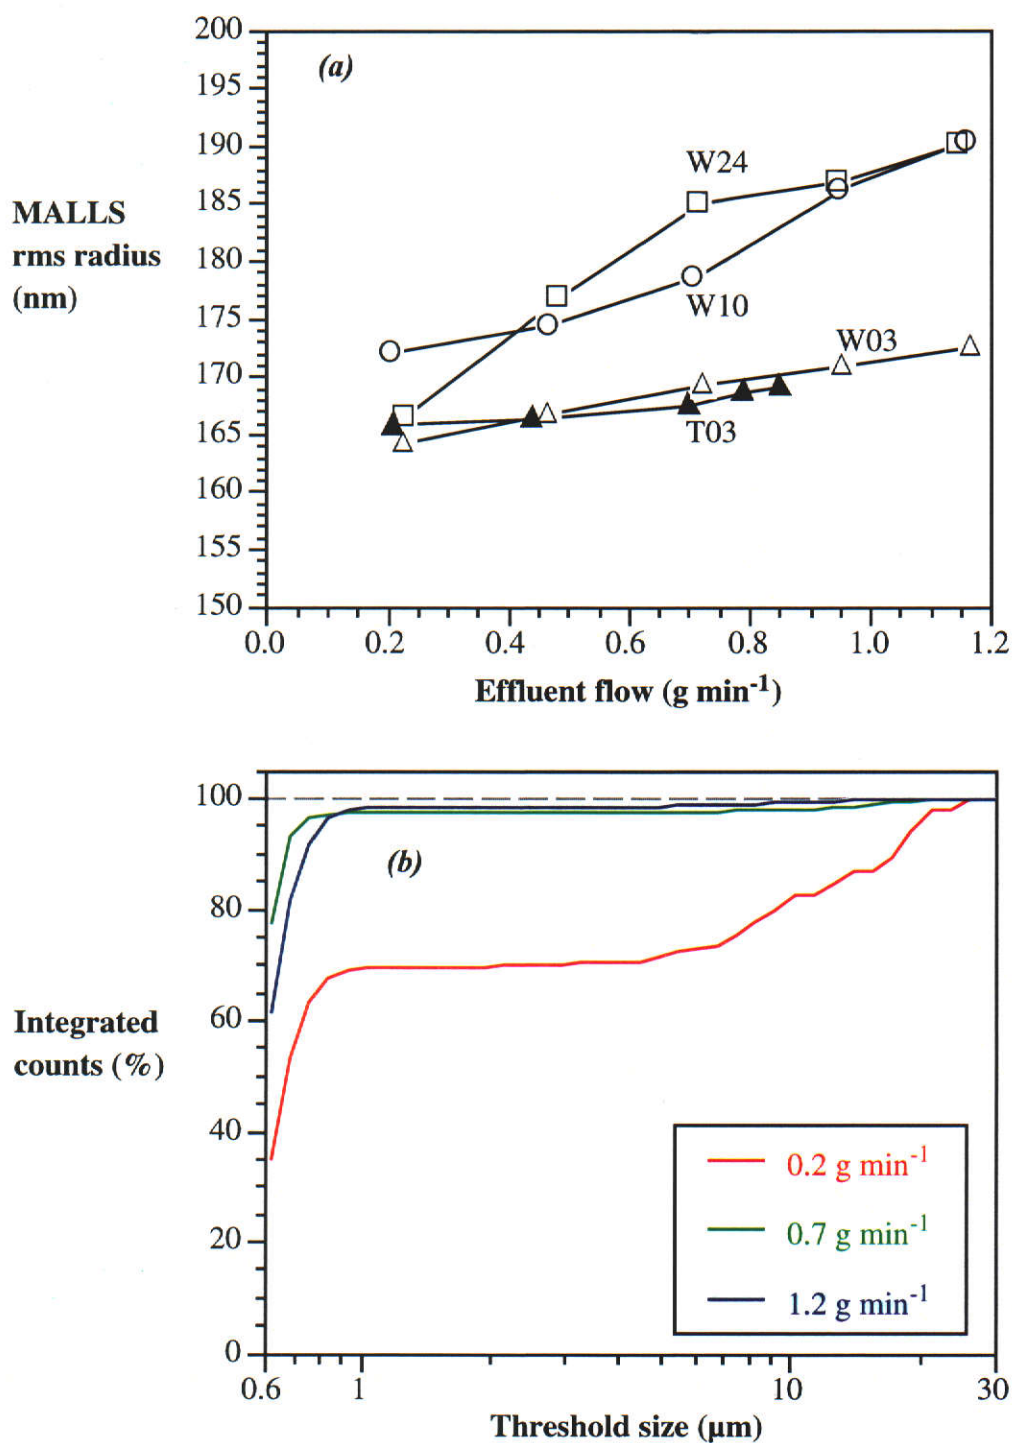 200
(a)
195
190
W24
185
MALLS
rms radius
(nm)
180
175
W10
W03
170
165
T03
160
155
150
0.0 0.2 0.4 0.6 0.8 1.0 1.2
Effluent flow (g min-1)
100
(b)
80
Integrated
counts (%)
60
40
0.2 g min-1
20
0.7 g min-1
1.2 g min-1
0
0.6 1 10 30
Threshold size (µm)